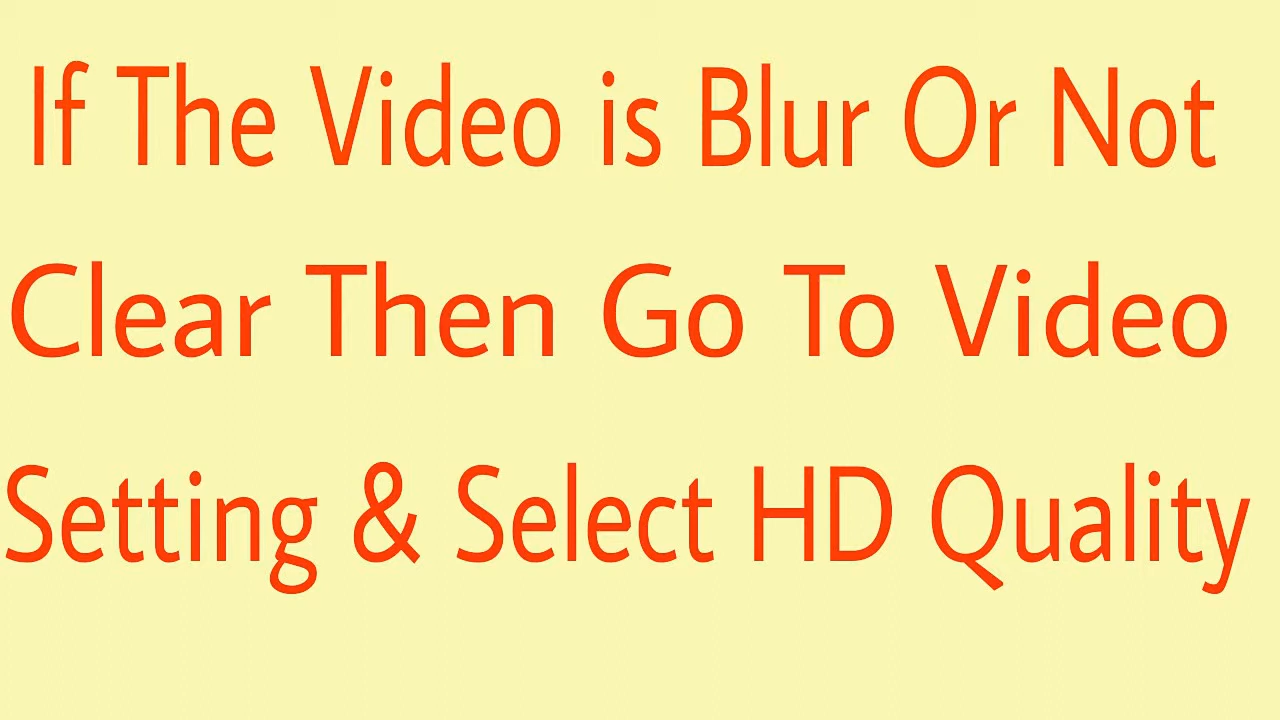 If The Video is Blur Or Not
Clear Then Go To Video
Setting & Select HD Quality